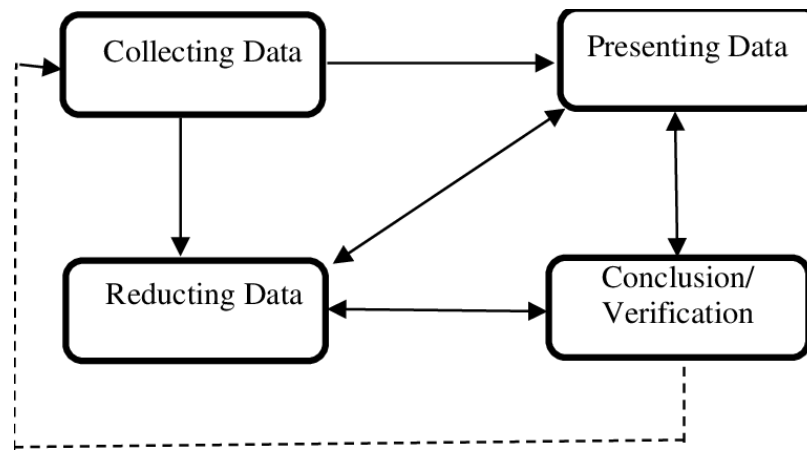 Collecting Data
Presenting Data
Reducting Data
Conclusion/
Verification